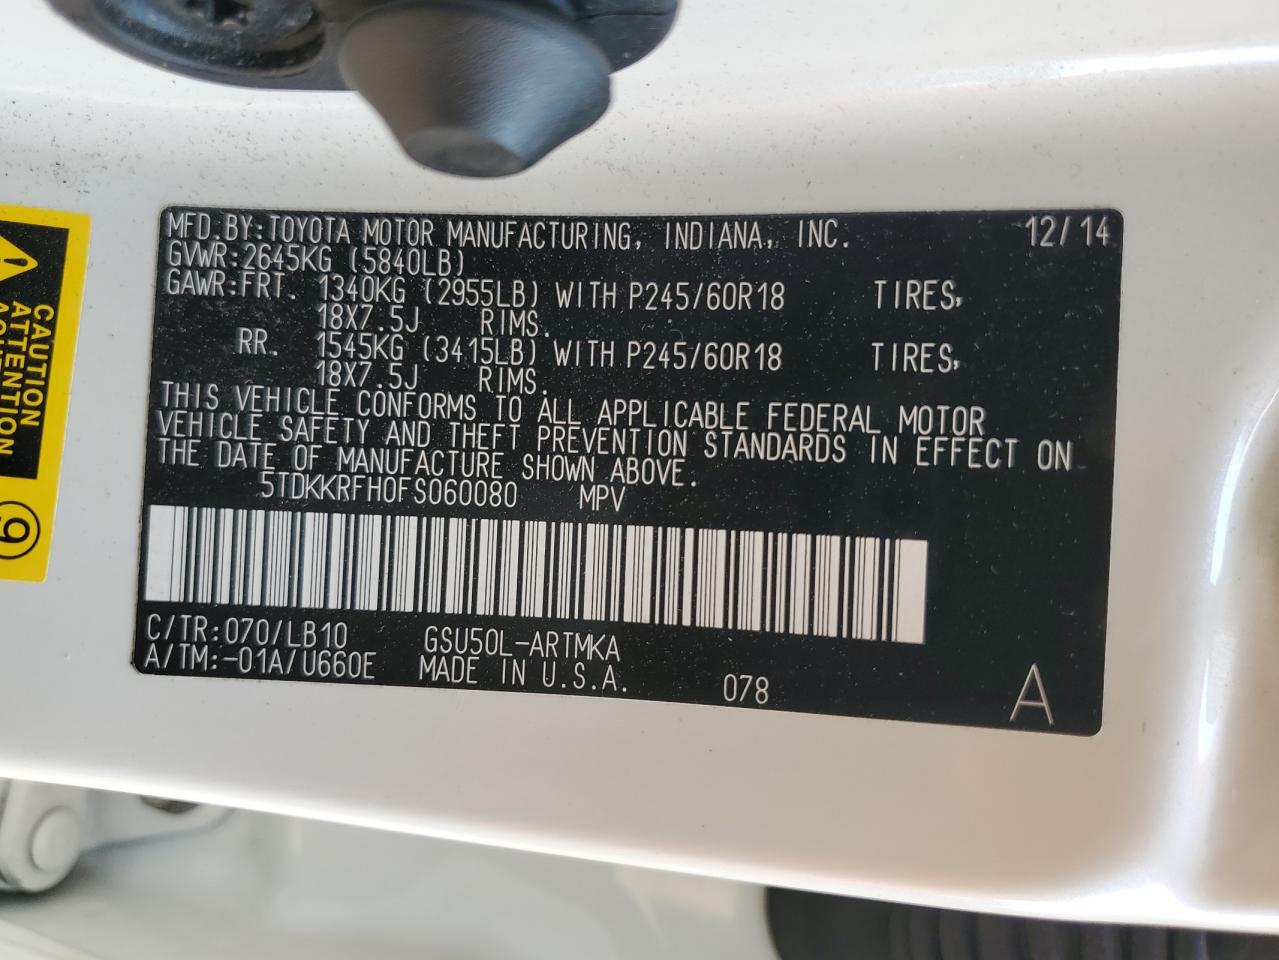 MFD.BY:TOYOTA MOTOR MANUFACTURING, INDIANA, INC. 12/14
GVWR:2645KG (5840LB)
GAWR:FRT. 1340KG (2955LB) WITH P245/60R18 TIRES,
18X7.5J RIMS.
RR. 1545KG (3415LB) WITH P245/60R18 TIRES,
18X7.5J RIMS.
THIS VEHICLE CONFORMS TO ALL APPLICABLE FEDERAL MOTOR
VEHICLE SAFETY AND THEFT PREVENTION STANDARDS IN EFFECT ON
THE DATE OF MANUFACTURE SHOWN ABOVE.
5TDKKRFH0FS060080 MPV
C/TR:070/LB10 GSU50L-ARTMKA
A/TM:-01A/U660E MADE IN U.S.A. 078 A
CAUTION
ATTENTION
9